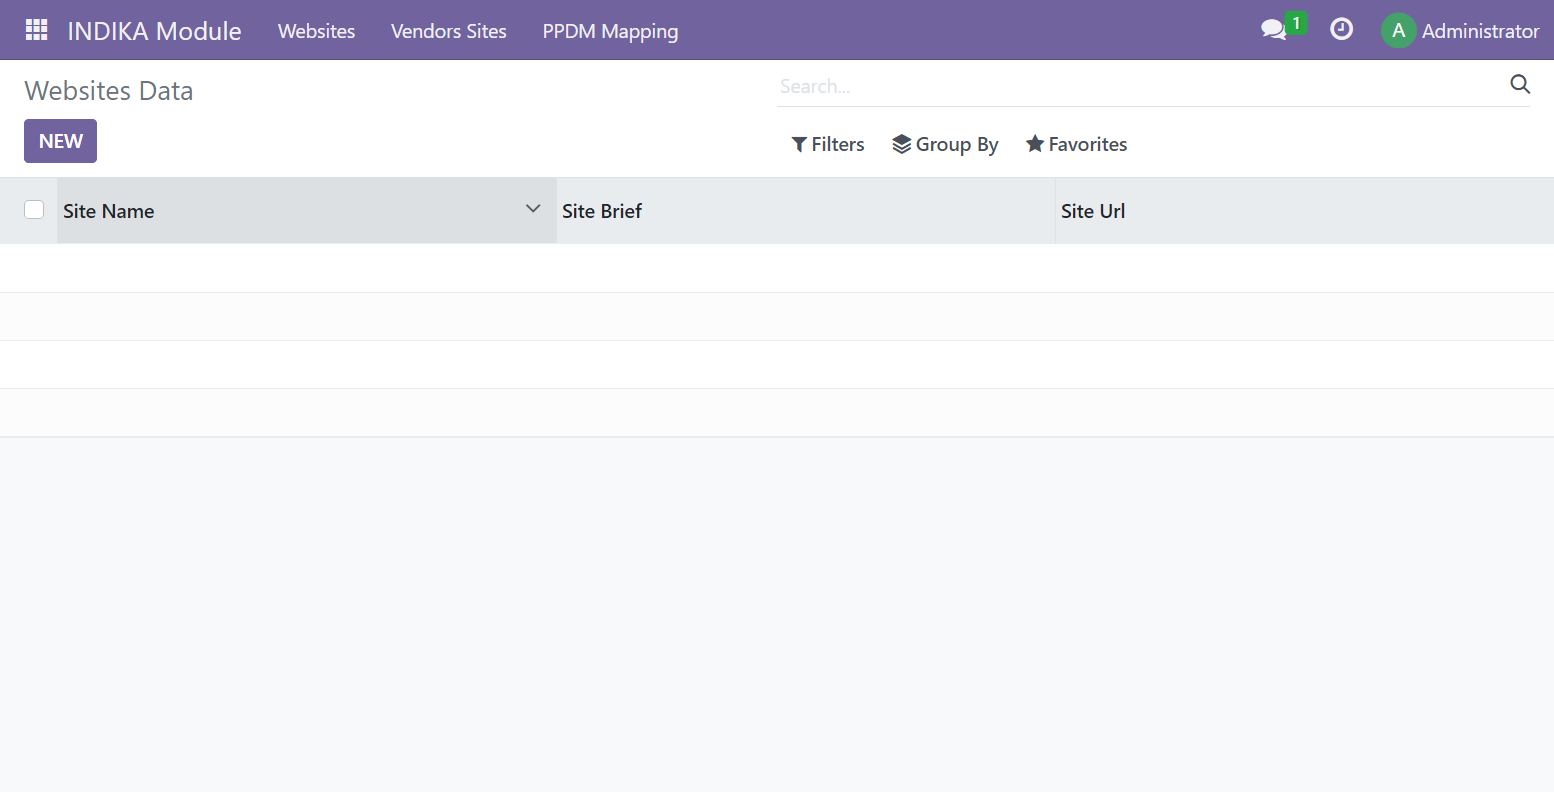 INDIKA Module Websites Vendors Sites PPDM Mapping 1 A Administrator
Websites Data Search...
NEW Filters Group By Favorites
Site Name Site Brief Site Url